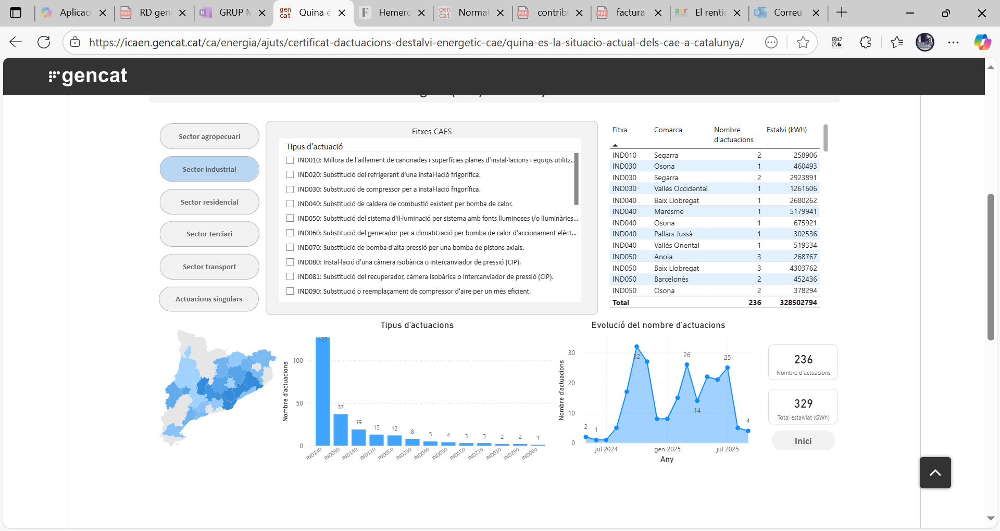 Aplicaci
RD gen
GRUP M
Quina é
Hemero
Normat
contribu
factura
El rentir
Correu
https://icaen.gencat.cat/ca/energia/ajuts/certificat-dactuacions-destalvi-energetic-cae/quina-es-la-situacio-actual-dels-cae-a-catalunya/
gencat
Sector agropecuari
Sector industrial
Sector residencial
Sector terciari
Sector transport
Actuacions singulars
Fitxes CAES
Tipus d'actuació
IND010: Millora de l'aïllament de canonades i superfícies planes d'instal·lacions i equips utilitz...
IND020: Substitució del refrigerant d'una instal·lació frigorífica.
IND030: Substitució de compressor per a instal·lació frigorífica.
IND040: Substitució de caldera de combustió existent per bomba de calor.
IND050: Substitució del sistema d'il·luminació per sistema amb fonts lluminoses i/o lluminàries...
IND060: Substitució del generador per a climatització per bomba de calor d'accionament elèct...
IND070: Substitució de bomba d'alta pressió per una bomba de pistons axials.
IND080: Instal·lació d'una càmera isobàrica o intercanviador de pressió (CIP).
IND081: Substitució del recuperador, càmera isobàrica o intercanviador de pressió (CIP).
IND090: Substitució o reemplaçament de compressor d'aire per un més eficient.
Fitxa Comarca Nombre d'actuacions Estalvi (kWh)
IND010 Segarra 2 258906
IND030 Osona 1 460493
IND030 Segarra 2 2923891
IND030 Vallès Occidental 1 1261606
IND040 Baix Llobregat 1 2680262
IND040 Maresme 1 5179941
IND040 Osona 1 675921
IND040 Pallars Jussà 1 302536
IND040 Vallès Oriental 1 519334
IND050 Anoia 3 268767
IND050 Baix Llobregat 3 4303762
IND050 Barcelonès 2 452436
IND050 Osona 2 378294
Total 236 328502794
Tipus d'actuacions
Nombre d'actuacions
100
50
0
127 37 19 13 12 8 5 4 3 3 2 2 1
IND240 IND090 IND140 IND110 IND050 IND230 IND040 IND030 IND150 IND210 IND010 IND290 IND060
Evolució del nombre d'actuacions
Nombre d'actuacions
30
20
10
0
2 1 32 26 14 25 4
jul 2024 gen 2025 jul 2025
Any
236
Nombre d'actuacions
329
Total estalviat (GWh)
Inici